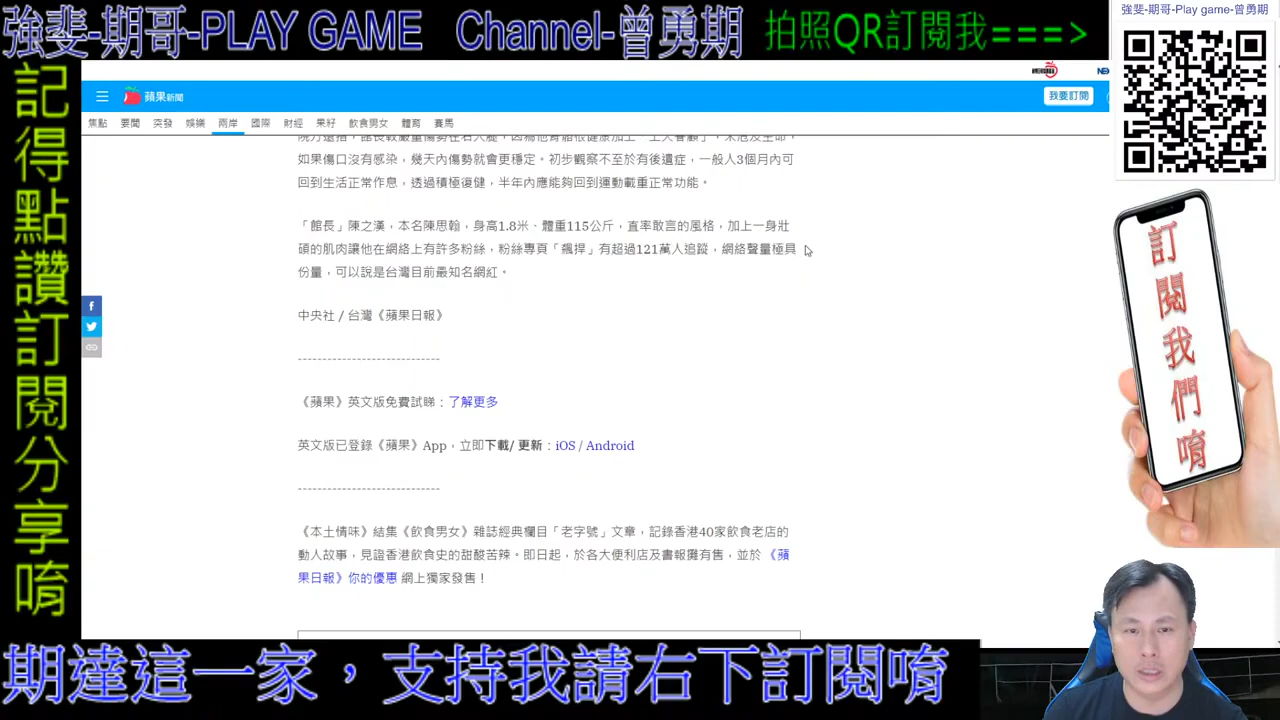 強斐-期哥-PLAY GAME Channel-曾勇期 拍照QR訂閱我===>
強斐-期哥-Play game-曾勇期
記得點讚訂閱分享唷
蘋果新聞
我要訂閱
焦點 要聞 突發 娛樂 兩岸 國際 財經 果籽 飲食男女 體育 賽馬
如果傷口沒有感染，幾天內傷勢就會更穩定。初步觀察不至於有後遺症，一般人3個月內可
回到生活正常作息，透過積極復健，半年內應能夠回到運動載重正常功能。
「館長」陳之漢，本名陳思翰，身高1.8米、體重115公斤，直率敢言的風格，加上一身壯
碩的肌肉讓他在網絡上有許多粉絲，粉絲專頁「飆捍」有超過121萬人追蹤，網絡聲量極具
份量，可以說是台灣目前最知名網紅。
中央社 / 台灣《蘋果日報》
----------------------------
《蘋果》英文版免費試睇：了解更多
英文版已登錄《蘋果》App，立即下載/ 更新：iOS / Android
----------------------------
《本土情味》結集《飲食男女》雜誌經典欄目「老字號」文章，記錄香港40家飲食老店的
動人故事，見證香港飲食史的甜酸苦辣。即日起，於各大便利店及書報攤有售，並於 《蘋
果日報》你的優惠 網上獨家發售！
訂閱我們唷
期達這一家，支持我請右下訂閱唷